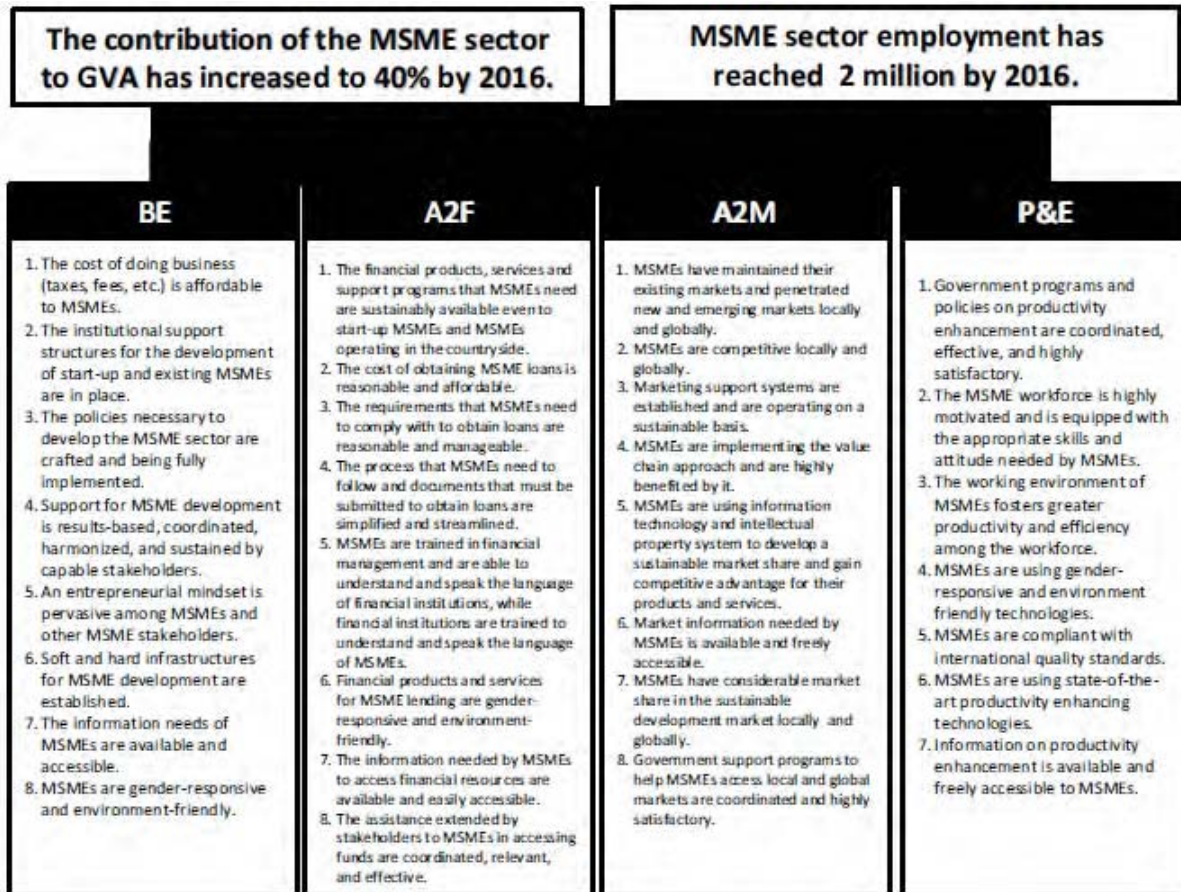 The contribution of the MSME sector
to GVA has increased to 40% by 2016.
MSME sector employment has
reached 2 million by 2016.
BE
1. The cost of doing business
(taxes, fees, etc.) is affordable
to MSMEs.
2. The institutional support
structures for the development
of start-up and existing MSMEs
are in place.
3. The policies necessary to
develop the MSME sector are
crafted and being fully
implemented.
4. Support for MSME development
is results-based, coordinated,
harmonized, and sustained by
capable stakeholders.
5. An entrepreneurial mindset is
pervasive among MSMEs and
other MSME stakeholders.
6. Soft and hard infrastructures
for MSME development are
established.
7. The information needs of
MSMEs are available and
accessible.
8. MSMEs are gender-responsive
and environment-friendly.
A2F
1. The financial products, services and
support programs that MSMEs need
are sustainably available even to
start-up MSMEs and MSMEs
operating in the countryside.
2. The cost of obtaining MSME loans is
reasonable and affordable.
3. The requirements that MSMEs need
to comply with to obtain loans are
reasonable and manageable.
4. The process that MSMEs need to
follow and documents that must be
submitted to obtain loans are
simplified and streamlined.
5. MSMEs are trained in financial
management and are able to
understand and speak the language
of financial institutions, while
financial institutions are trained to
understand and speak the language
of MSMEs.
6. Financial products and services
for MSME lending are gender-
responsive and environment-
friendly.
7. The information needed by MSMEs
to access financial resources are
available and easily accessible.
8. The assistance extended by
stakeholders to MSMEs in accessing
funds are coordinated, relevant,
and effective.
A2M
1. MSMEs have maintained their
existing markets and penetrated
new and emerging markets locally
and globally.
2. MSMEs are competitive locally and
globally.
3. Marketing support systems are
established and are operating on a
sustainable basis.
4. MSMEs are implementing the value
chain approach and are highly
benefited by it.
5. MSMEs are using information
technology and intellectual
property system to develop a
sustainable market share and gain
competitive advantage for their
products and services.
6. Market information needed by
MSMEs is available and freely
accessible.
7. MSMEs have considerable market
share in the sustainable
development market locally and
globally.
8. Government support programs to
help MSMEs access local and global
markets are coordinated and highly
satisfactory.
P&E
1. Government programs and
policies on productivity
enhancement are coordinated,
effective, and highly
satisfactory.
2. The MSME workforce is highly
motivated and is equipped with
the appropriate skills and
attitude needed by MSMEs.
3. The working environment of
MSMEs fosters greater
productivity and efficiency
among the workforce.
4. MSMEs are using gender-
responsive and environment
friendly technologies.
5. MSMEs are compliant with
international quality standards.
6. MSMEs are using state-of-the-
art productivity enhancing
technologies.
7. Information on productivity
enhancement is available and
freely accessible to MSMEs.